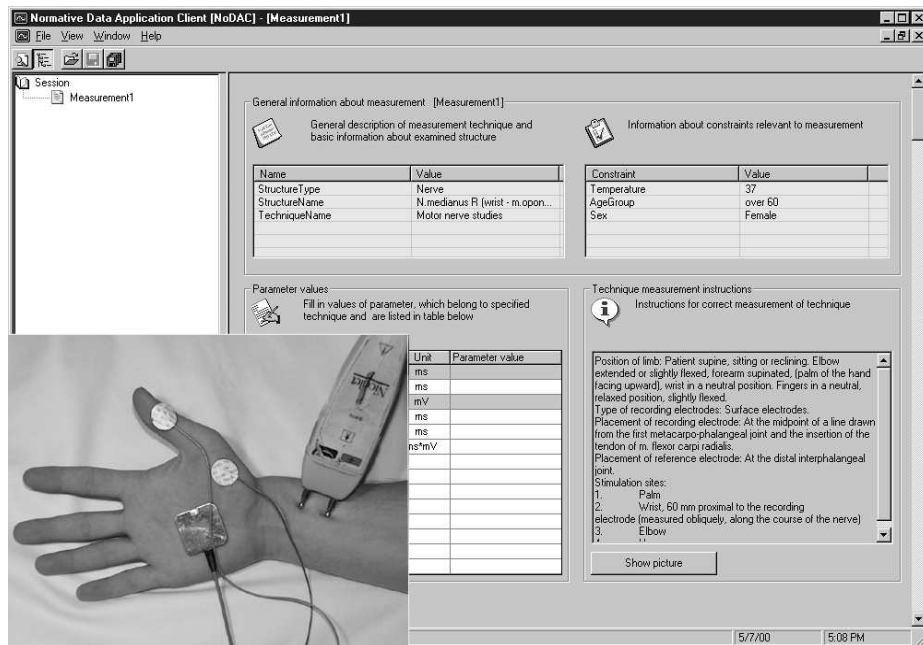 Normative Data Application Client [NoDAC] - [Measurement1]
File View Window Help
Session
Measurement1
General information about measurement [Measurement1]
General description of measurement technique and
basic information about examined structure
Name Value
StructureType Nerve
StructureName N.medianus R (wrist - m.opon...
TechniqueName Motor nerve studies
Information about constraints relevant to measurement
Constraint Value
Temperature 37
AgeGroup over 60
Sex Female
Parameter values
Fill in values of parameter, which belong to specified
technique and are listed in table below
Unit Parameter value
ms
ms
mV
ms
ms
ns*mV
Technique measurement instructions
Instructions for correct measurement of technique
Position of limb: Patient supine, sitting or reclining. Elbow
extended or slightly flexed, forearm supinated, (palm of the hand
facing upward), wrist in a neutral position. Fingers in a neutral,
relaxed position, slightly flexed.
Type of recording electrodes: Surface electrodes.
Placement of recording electrode: At the midpoint of a line drawn
from the first metacarpo-phalangeal joint and the insertion of the
tendon of m. flexor carpi radialis.
Placement of reference electrode: At the distal interphalangeal
joint.
Stimulation sites:
1. Palm
2. Wrist, 60 mm proximal to the recording
electrode (measured obliquely, along the course of the nerve)
3. Elbow
Show picture
5/7/00 5:08 PM